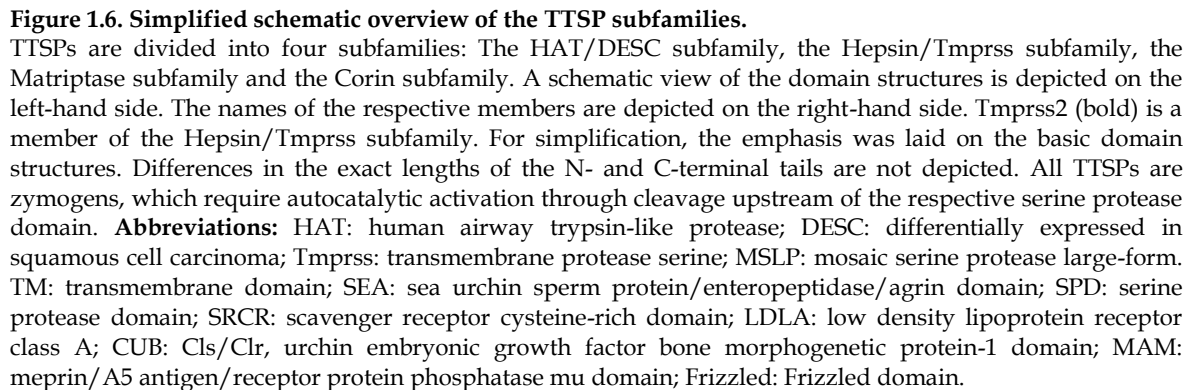 Figure 1.6. Simplified schematic overview of the TTSP subfamilies.
TTSPs are divided into four subfamilies: The HAT/DESC subfamily, the Hepsin/Tmprss subfamily, the
Matriptase subfamily and the Corin subfamily. A schematic view of the domain structures is depicted on the
left-hand side. The names of the respective members are depicted on the right-hand side. Tmprss2 (bold) is a
member of the Hepsin/Tmprss subfamily. For simplification, the emphasis was laid on the basic domain
structures. Differences in the exact lengths of the N- and C-terminal tails are not depicted. All TTSPs are
zymogens, which require autocatalytic activation through cleavage upstream of the respective serine protease
domain. Abbreviations: HAT: human airway trypsin-like protease; DESC: differentially expressed in
squamous cell carcinoma; Tmprss: transmembrane protease serine; MSLP: mosaic serine protease large-form.
TM: transmembrane domain; SEA: sea urchin sperm protein/enteropeptidase/agrin domain; SPD: serine
protease domain; SRCR: scavenger receptor cysteine-rich domain; LDLA: low density lipoprotein receptor
class A; CUB: Cls/Clr, urchin embryonic growth factor bone morphogenetic protein-1 domain; MAM:
meprin/A5 antigen/receptor protein phosphatase mu domain; Frizzled: Frizzled domain.